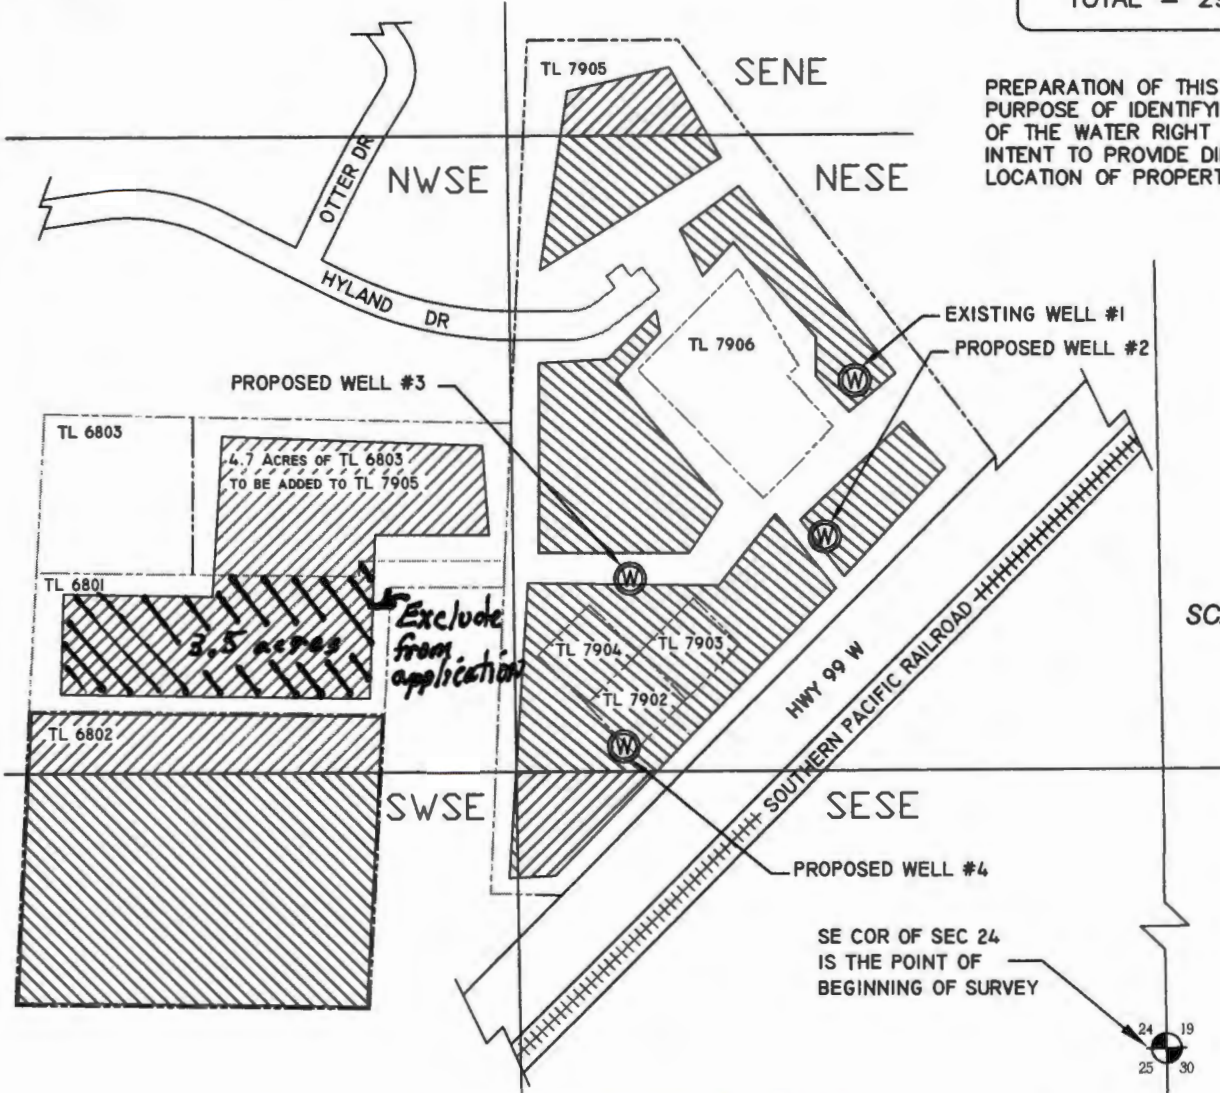 TOTAL = 29
TL 7905
SENE
PREPARATION OF THIS
PURPOSE OF IDENTIFYI
OF THE WATER RIGHT
INTENT TO PROVIDE DI
LOCATION OF PROPERT
OTTER DR
NWSE
NESE
HYLAND DR
EXISTING WELL #1
PROPOSED WELL #2
TL 7906
PROPOSED WELL #3
W
TL 6803
4.7 ACRES OF TL 6803
TO BE ADDED TO TL 7905
W
W
TL 6801
3.5 acres
Exclude
from
application
TL 7904
TL 7903
TL 7902
HWY 99 W
SOUTHERN PACIFIC RAILROAD
SC
TL 6802
W
SWSE
SESE
PROPOSED WELL #4
SE COR OF SEC 24
IS THE POINT OF
BEGINNING OF SURVEY
24 19
25 30